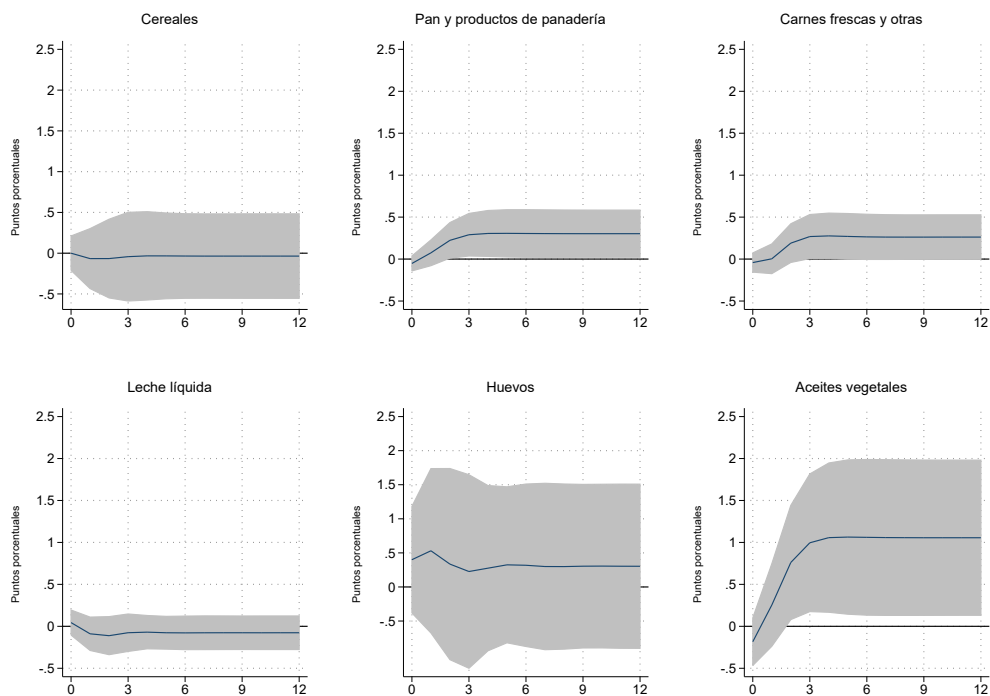 Cereales
Pan y productos de panadería
Carnes frescas y otras
Puntos porcentuales
2.5
2
1.5
1
.5
0
-.5
0 3 6 9 12
Puntos porcentuales
2.5
2
1.5
1
.5
0
-.5
0 3 6 9 12
Puntos porcentuales
2.5
2
1.5
1
.5
0
-.5
0 3 6 9 12
Leche líquida
Huevos
Aceites vegetales
Puntos porcentuales
2.5
2
1.5
1
.5
0
-.5
0 3 6 9 12
Puntos porcentuales
2.5
2
1.5
1
.5
0
-.5
0 3 6 9 12
Puntos porcentuales
2.5
2
1.5
1
.5
0
-.5
0 3 6 9 12